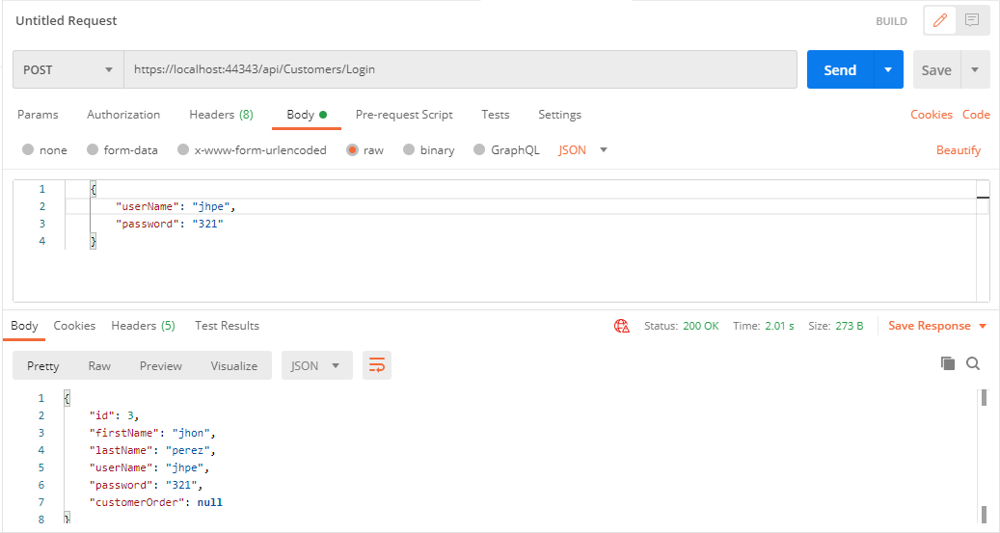 Untitled Request
BUILD
POST
https://localhost:44343/api/Customers/Login
Send
Save
Params Authorization Headers (8) Body Pre-request Script Tests Settings Cookies Code
none form-data x-www-form-urlencoded raw binary GraphQL JSON Beautify
1 {
2 "userName": "jhpe",
3 "password": "321"
4 }
Body Cookies Headers (5) Test Results Status: 200 OK Time: 2.01 s Size: 273 B Save Response
Pretty Raw Preview Visualize JSON
1 {
2 "id": 3,
3 "firstName": "jhon",
4 "lastName": "perez",
5 "userName": "jhpe",
6 "password": "321",
7 "customerOrder": null
8 }